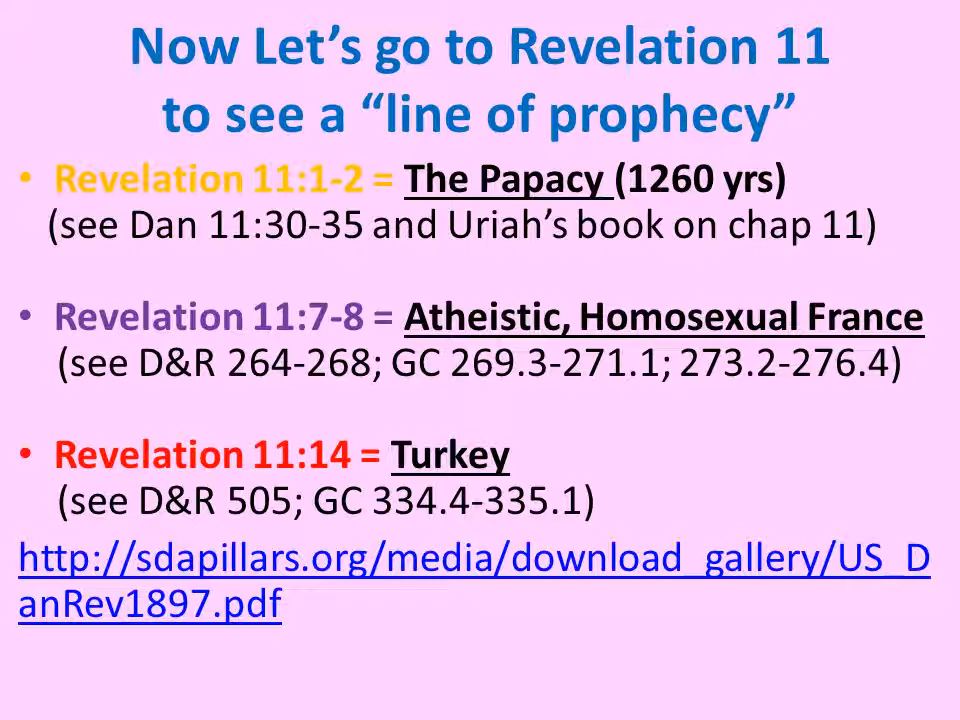 Now Let’s go to Revelation 11
to see a “line of prophecy”
• Revelation 11:1-2 = The Papacy (1260 yrs)
(see Dan 11:30-35 and Uriah’s book on chap 11)
• Revelation 11:7-8 = Atheistic, Homosexual France
(see D&R 264-268; GC 269.3-271.1; 273.2-276.4)
• Revelation 11:14 = Turkey
(see D&R 505; GC 334.4-335.1)
http://sdapillars.org/media/download_gallery/US_D
anRev1897.pdf